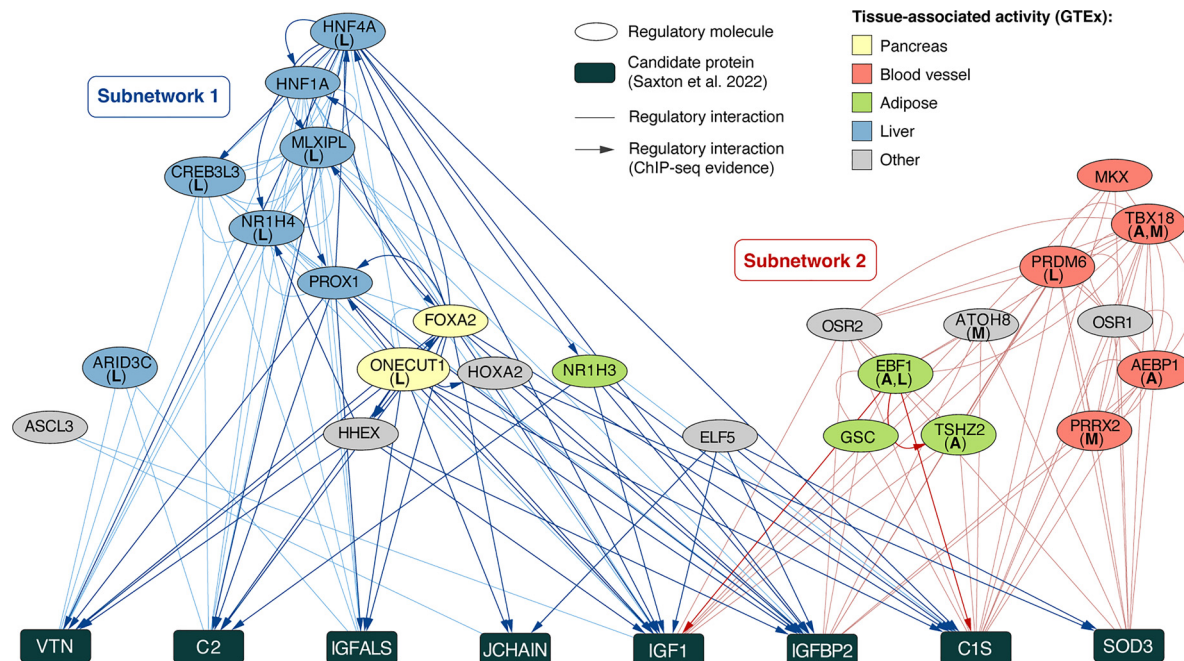 HNF4A
(L)
Regulatory molecule
Candidate protein
(Saxton et al. 2022)
Regulatory interaction
Regulatory interaction
(ChIP-seq evidence)
Tissue-associated activity (GTEx):
Pancreas
Blood vessel
Adipose
Liver
Other
Subnetwork 1
HNF1A
MLXIPL
(L)
CREB3L3
(L)
NR1H4
(L)
PROX1
FOXA2
ONECUT1
(L)
HOXA2
NR1H3
ARID3C
(L)
ASCL3
HHEX
ELF5
Subnetwork 2
MKX
TBX18
(A,M)
PRDM6
(L)
OSR2
ATOH8
(M)
OSR1
EBF1
(A,L)
AEBP1
(A)
GSC
TSHZ2
(A)
PRRX2
(M)
VTN
C2
IGFALS
JCHAIN
IGF1
IGFBP2
C1S
SOD3